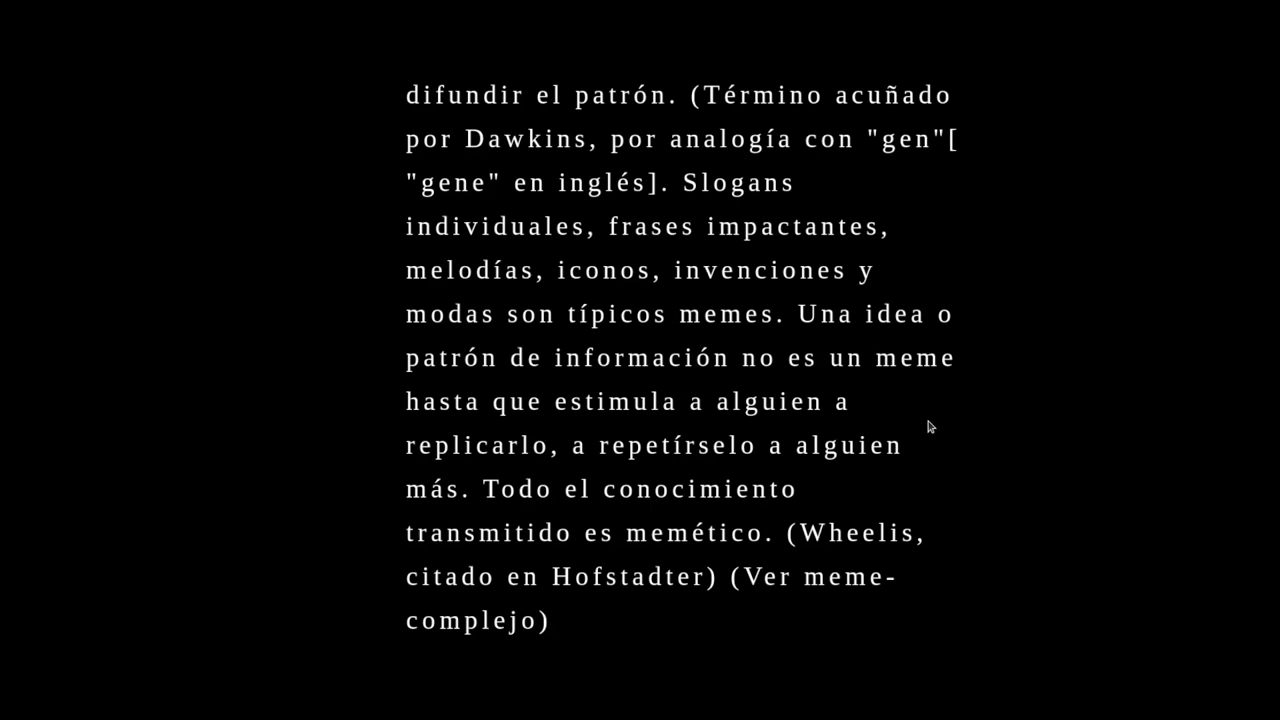 difundir el patrón. (Término acuñado
por Dawkins, por analogía con "gen"[
"gene" en inglés]. Slogans
individuales, frases impactantes,
melodías, iconos, invenciones y
modas son típicos memes. Una idea o
patrón de información no es un meme
hasta que estimula a alguien a
replicarlo, a repetírselo a alguien
más. Todo el conocimiento
transmitido es memético. (Wheelis,
citado en Hofstadter) (Ver meme-
complejo)